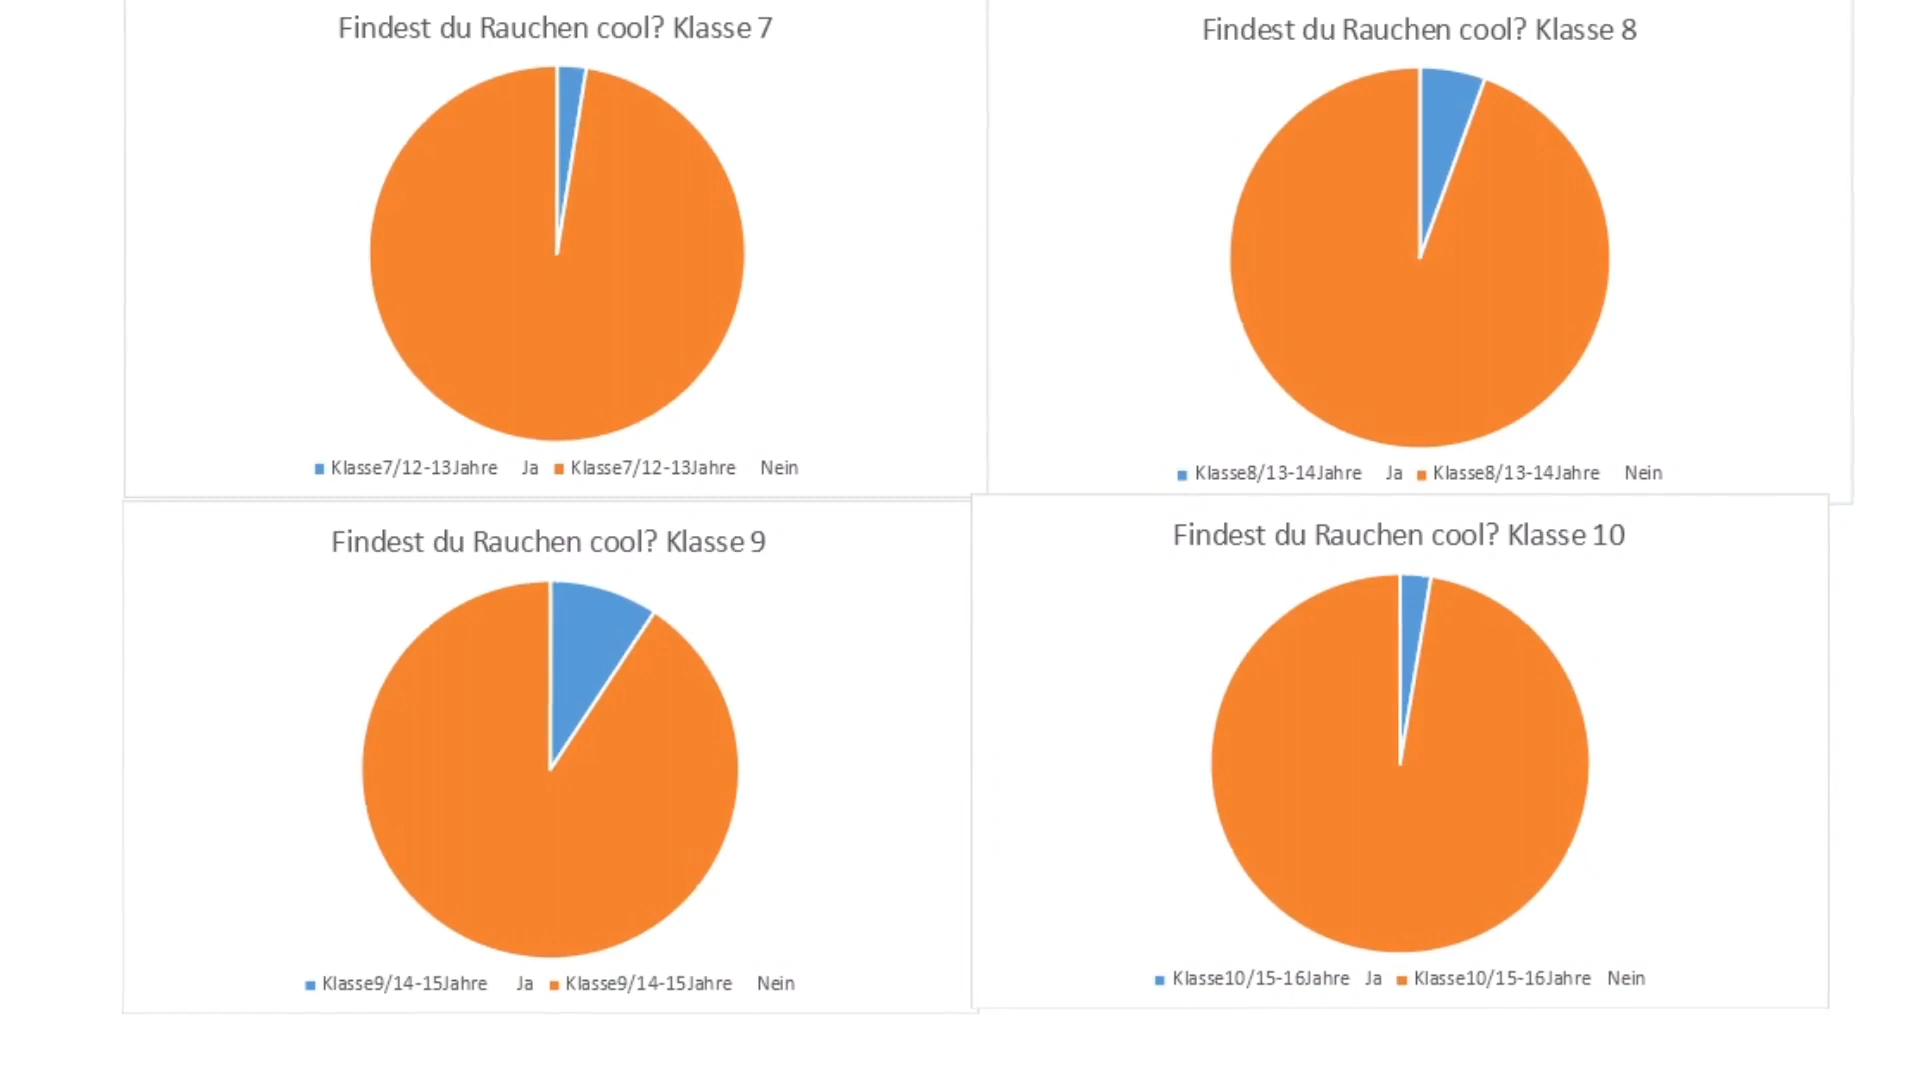 Findest du Rauchen cool? Klasse 7
Klasse7/12-13Jahre Ja Klasse7/12-13Jahre Nein
Findest du Rauchen cool? Klasse 8
Klasse8/13-14Jahre Ja Klasse8/13-14Jahre Nein
Findest du Rauchen cool? Klasse 9
Klasse9/14-15Jahre Ja Klasse9/14-15Jahre Nein
Findest du Rauchen cool? Klasse 10
Klasse10/15-16Jahre Ja Klasse10/15-16Jahre Nein